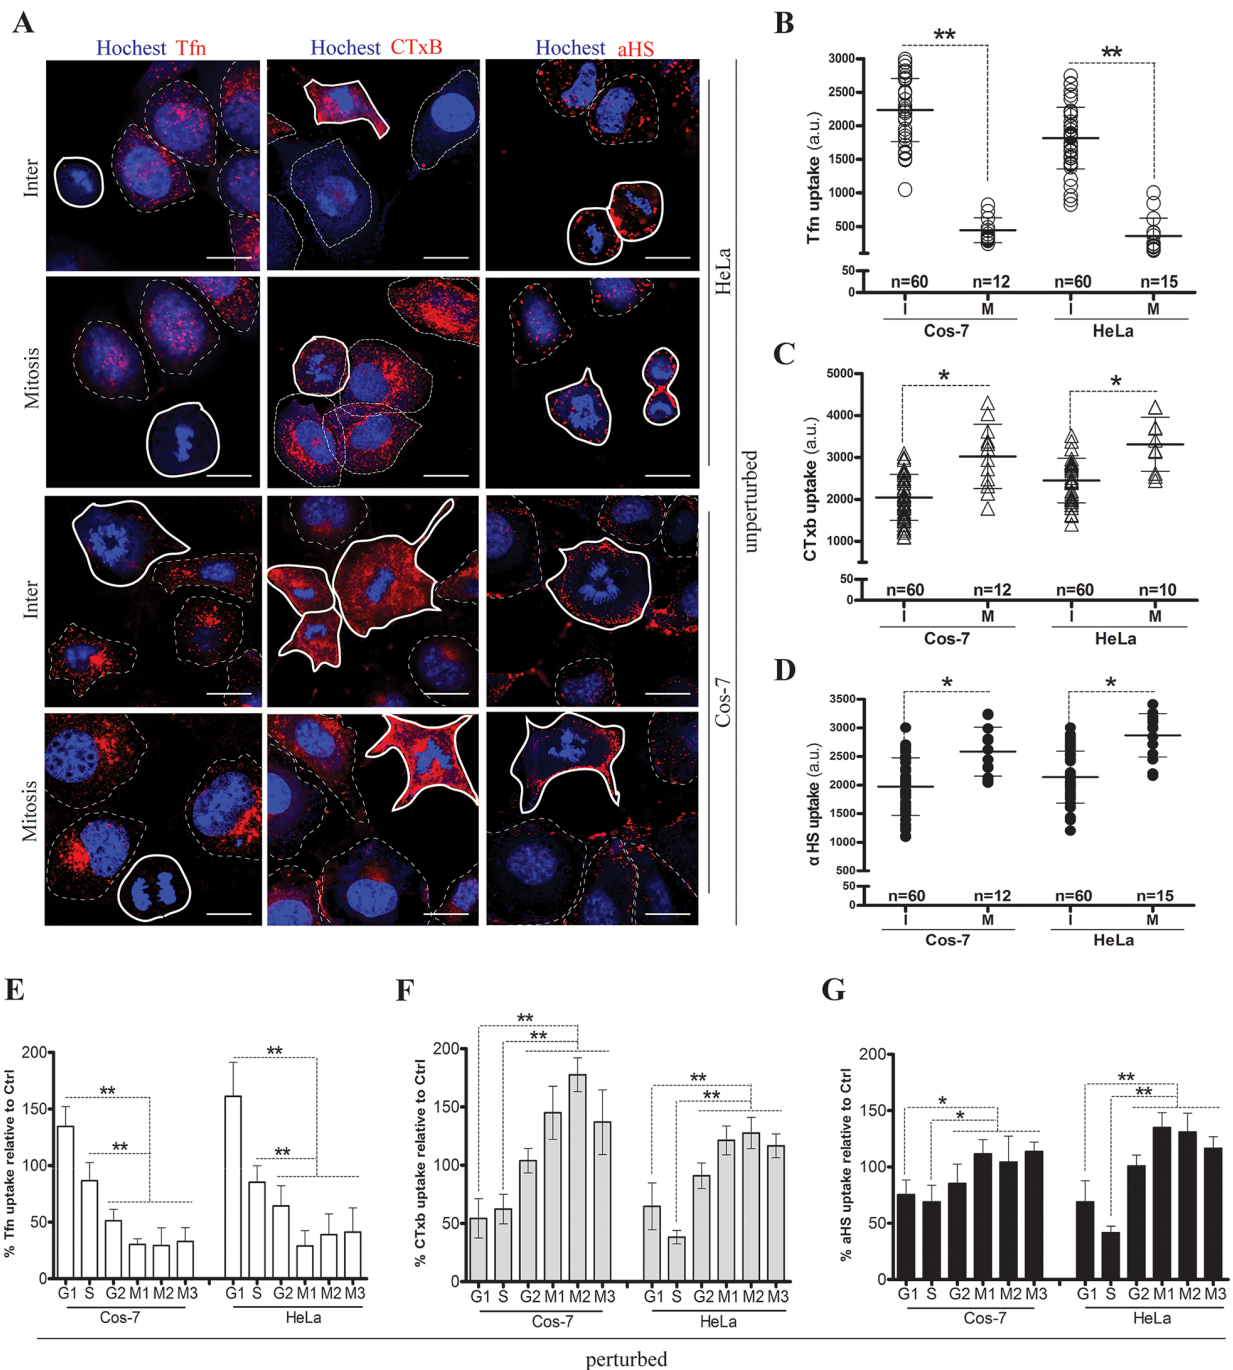 A
Hochest Tfn
Hochest CTxB
Hochest aHS
Inter
Mitosis
HeLa
Inter
Mitosis
Cos-7
unperturbed
B
**
**
Tfn uptake (a.u.)
3000
2500
2000
1500
1000
500
50
0
n=60 n=12 n=60 n=15
I M I M
Cos-7 HeLa
C
*
*
CTxb uptake (a.u.)
5000
4000
3000
2000
1000
50
0
n=60 n=12 n=60 n=10
I M I M
Cos-7 HeLa
D
*
*
αHS uptake (a.u.)
3500
3000
2500
2000
1500
1000
500
50
0
n=60 n=12 n=60 n=15
I M I M
Cos-7 HeLa
E
% Tfn uptake relative to Ctrl
200
150
100
50
0
**
**
**
**
G1 S G2 M1 M2 M3 G1 S G2 M1 M2 M3
Cos-7 HeLa
F
% CTxb uptake relative to Ctrl
200
150
100
50
0
**
**
**
**
G1 S G2 M1 M2 M3 G1 S G2 M1 M2 M3
Cos-7 HeLa
G
% aHS uptake relative to Ctrl
200
150
100
50
0
*
*
**
**
G1 S G2 M1 M2 M3 G1 S G2 M1 M2 M3
Cos-7 HeLa
perturbed